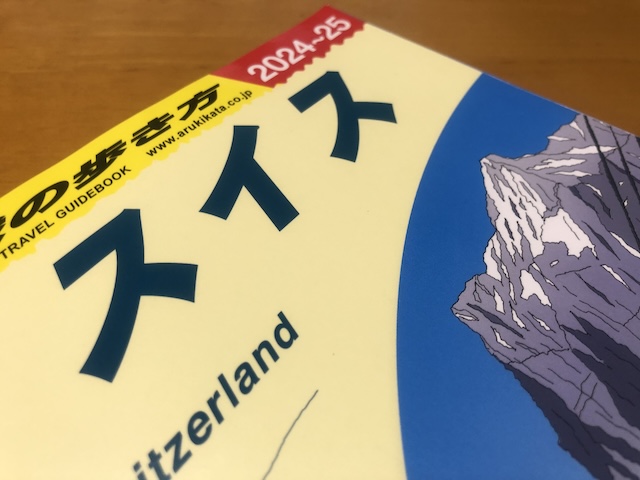 の歩き方
TRAVEL GUIDEBOOK www.arukikata.co.jp
2024~25
スイス
itzerland